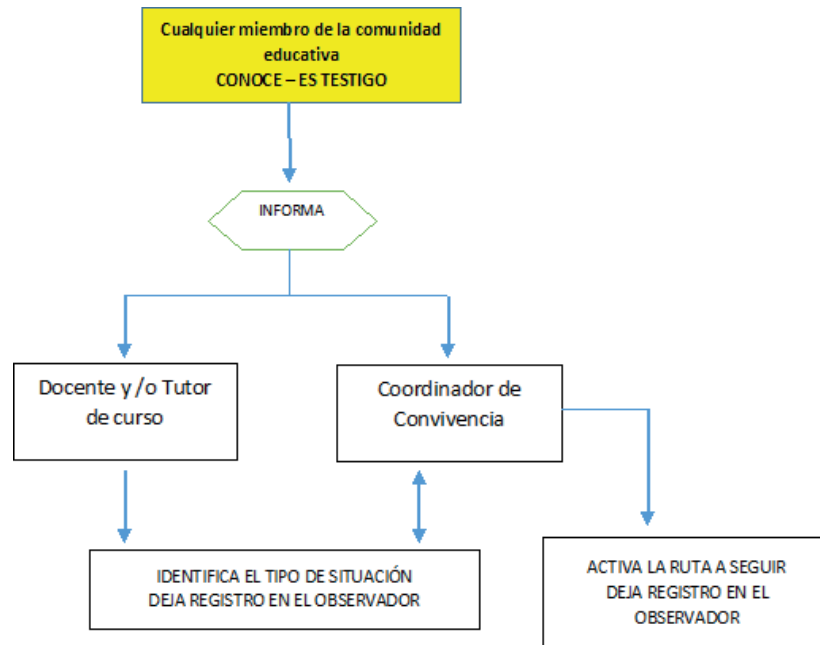 Cualquier miembro de la comunidad
educativa
CONOCE – ES TESTIGO
INFORMA
Docente y /o Tutor
de curso
Coordinador de
Convivencia
IDENTIFICA EL TIPO DE SITUACIÓN
DEJA REGISTRO EN EL OBSERVADOR
ACTIVA LA RUTA A SEGUIR
DEJA REGISTRO EN EL
OBSERVADOR